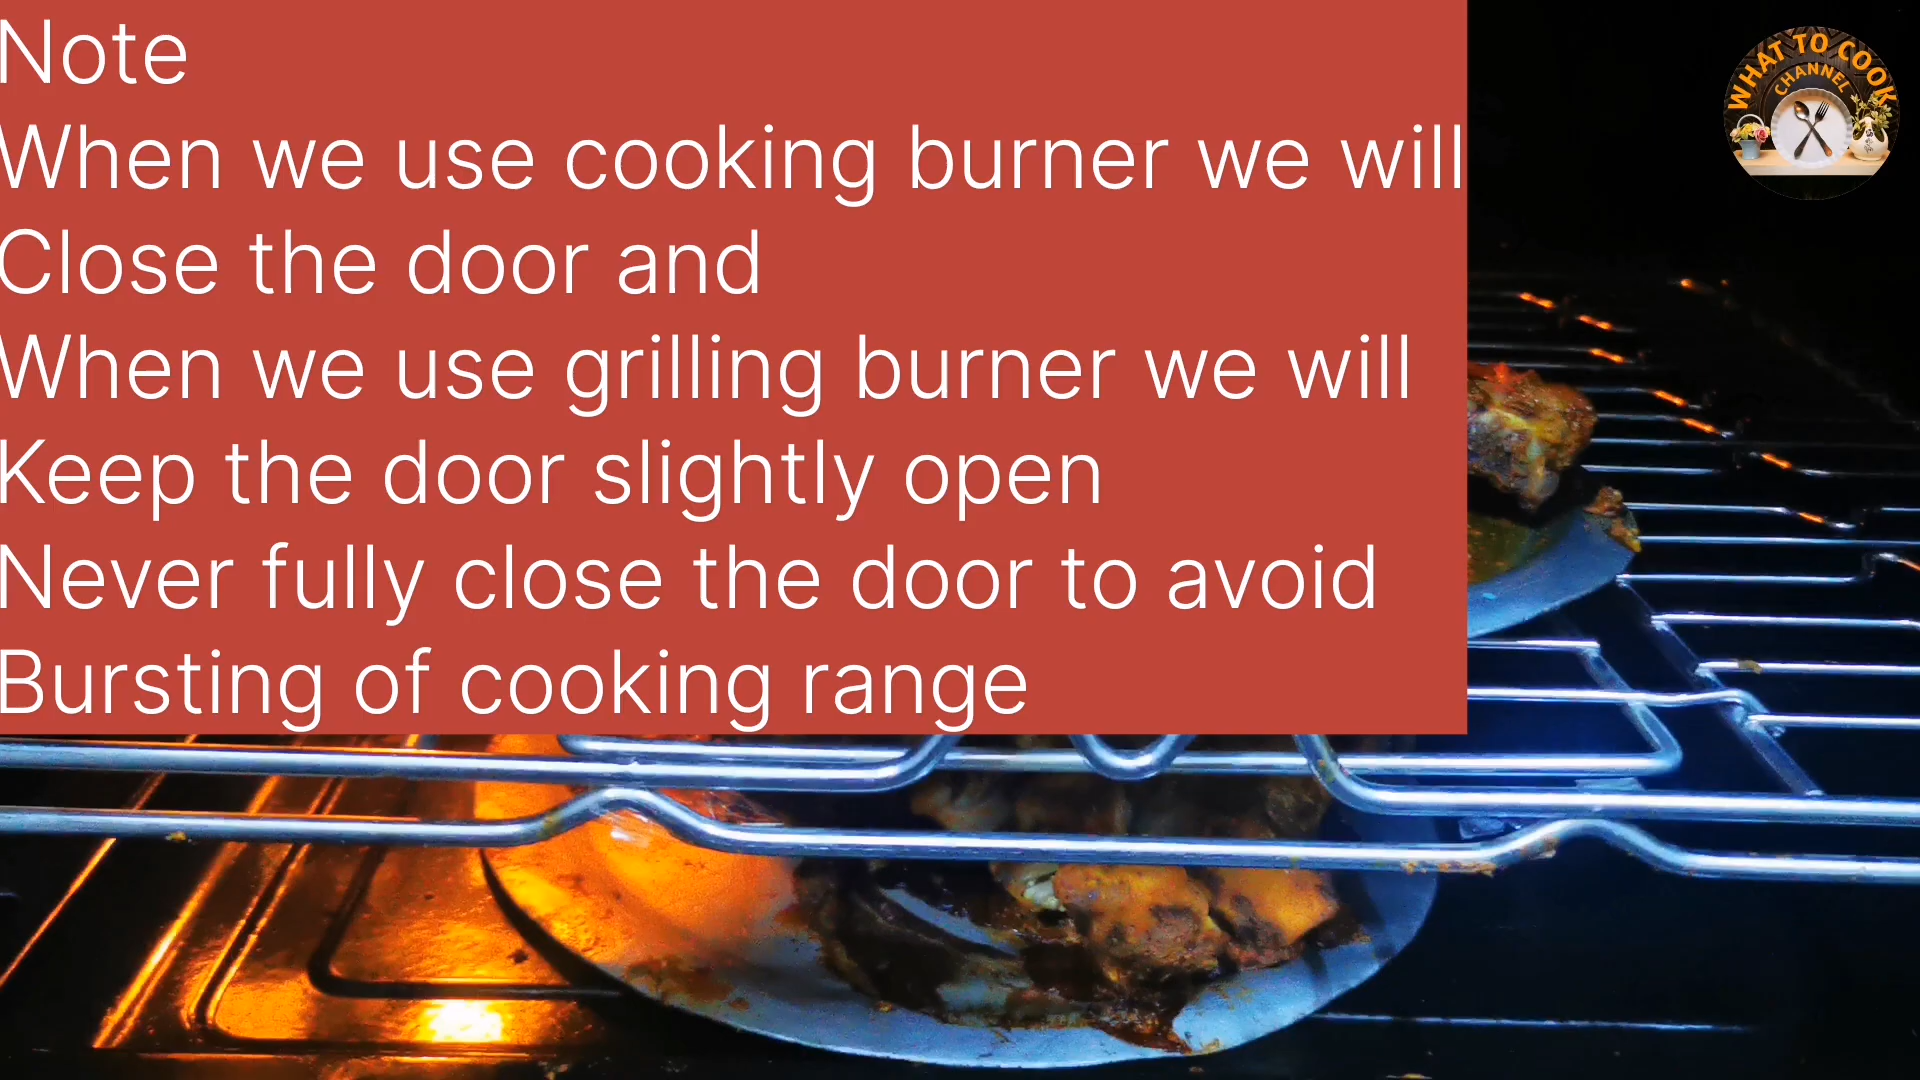 Note
When we use cooking burner we will
Close the door and
When we use grilling burner we will
Keep the door slightly open
Never fully close the door to avoid
Bursting of cooking range
WHAT TO COOK
CHANNEL